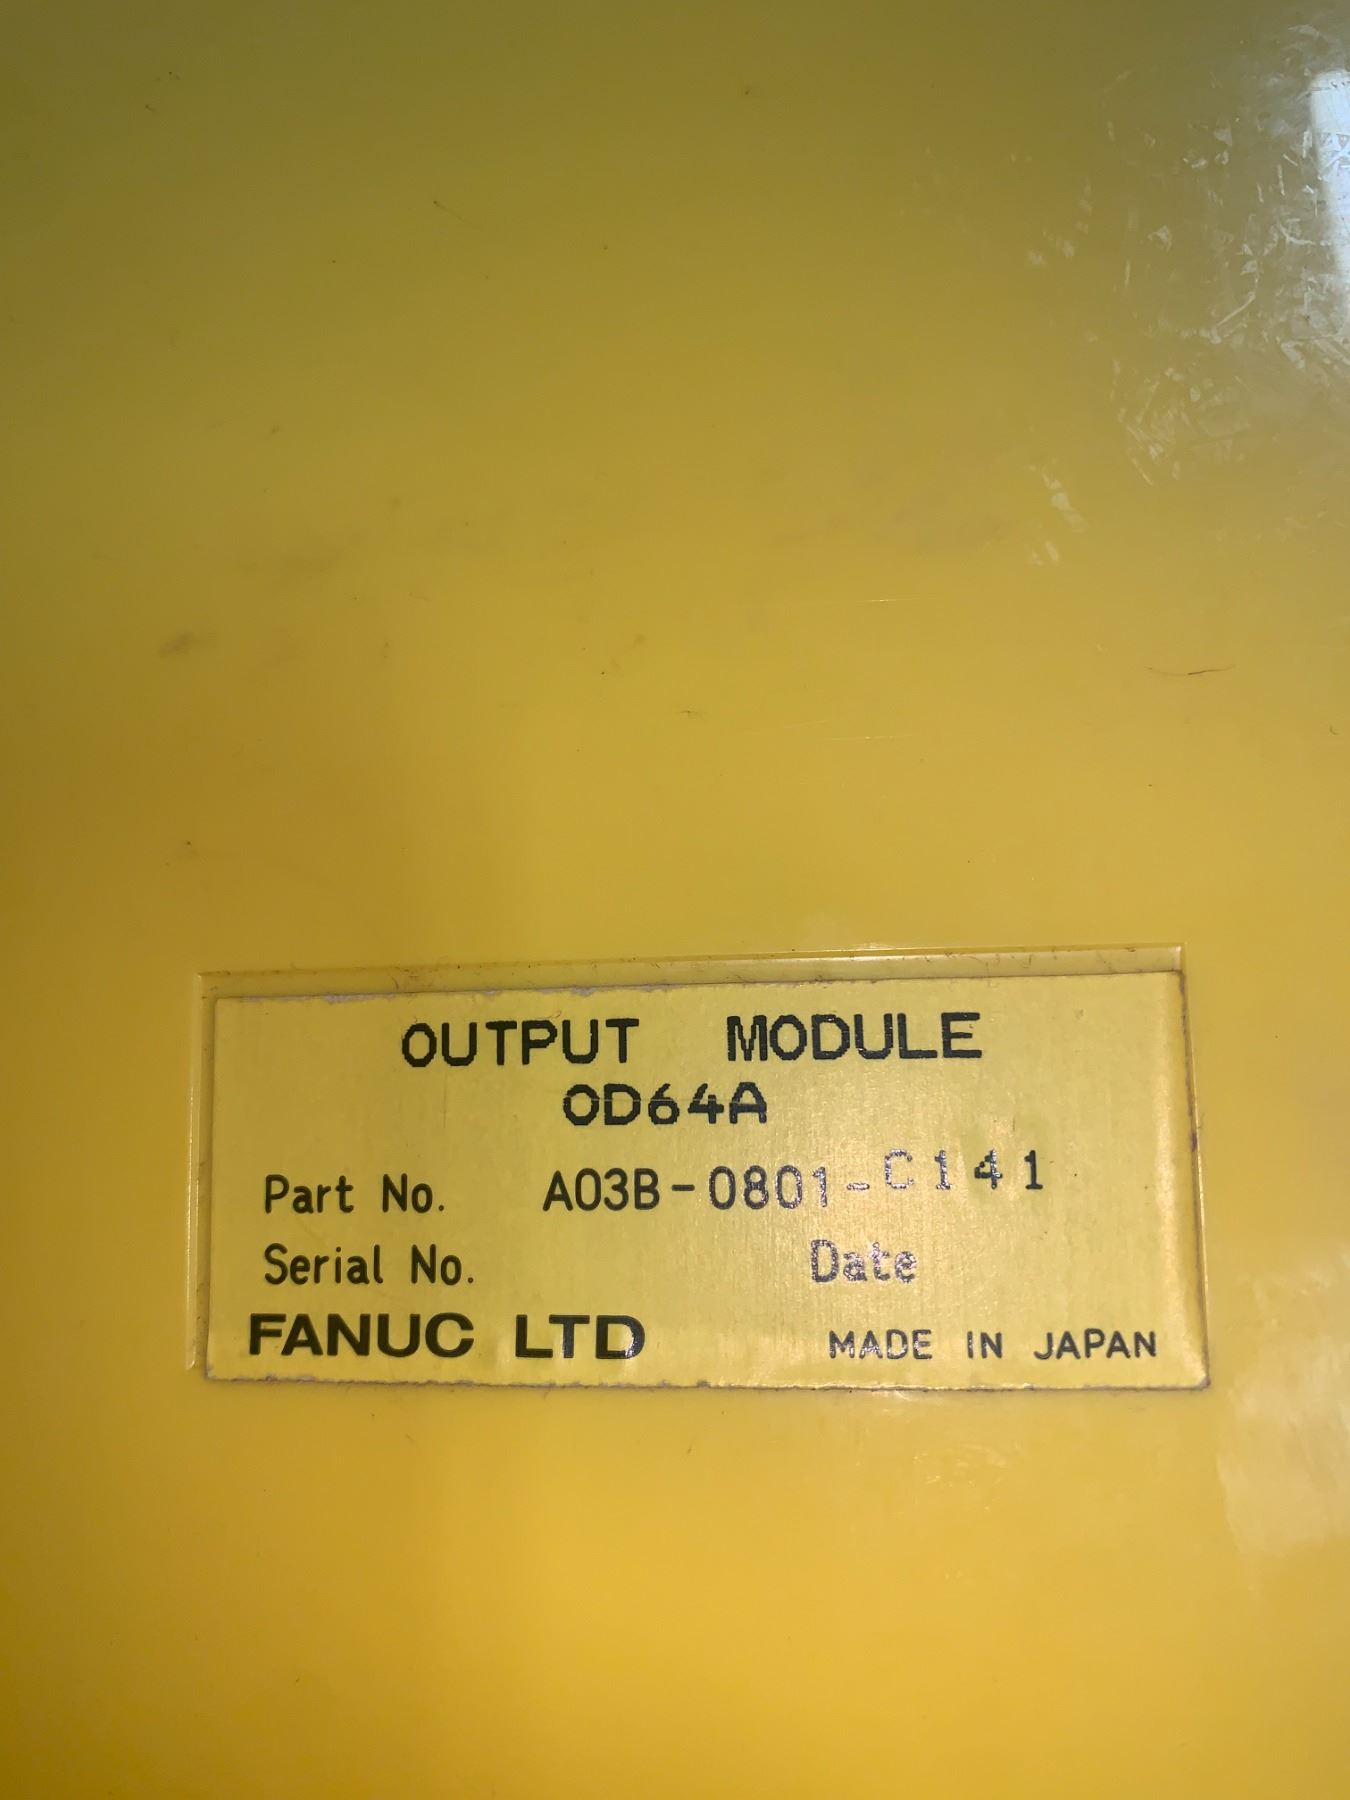 OUTPUT MODULE
OD64A
Part No. A03B-0801-C141
Serial No. Date
FANUC LTD MADE IN JAPAN